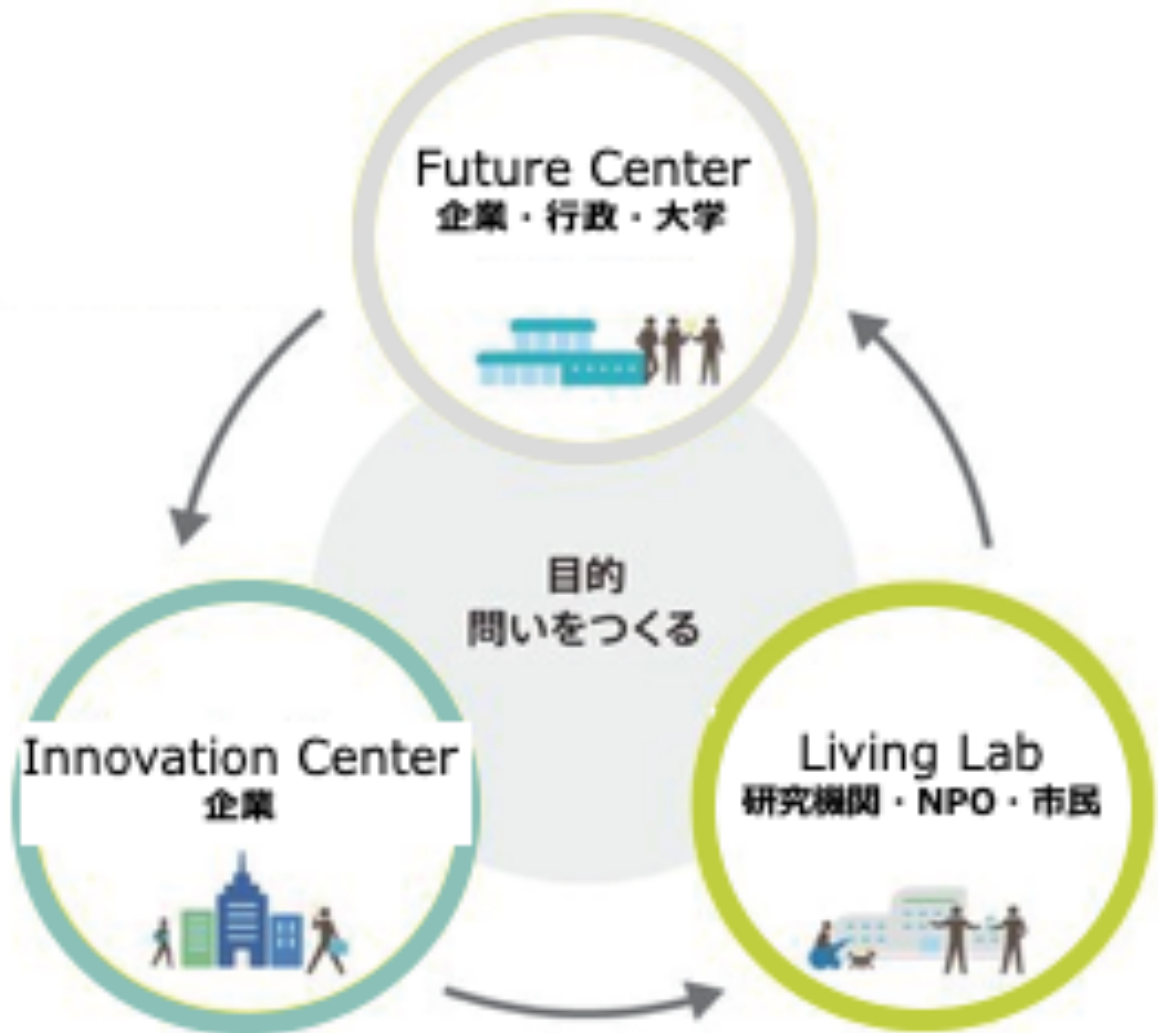 Future Center
企業・行政・大学
目的
問いをつくる
Innovation Center
企業
Living Lab
研究機関・NPO・市民